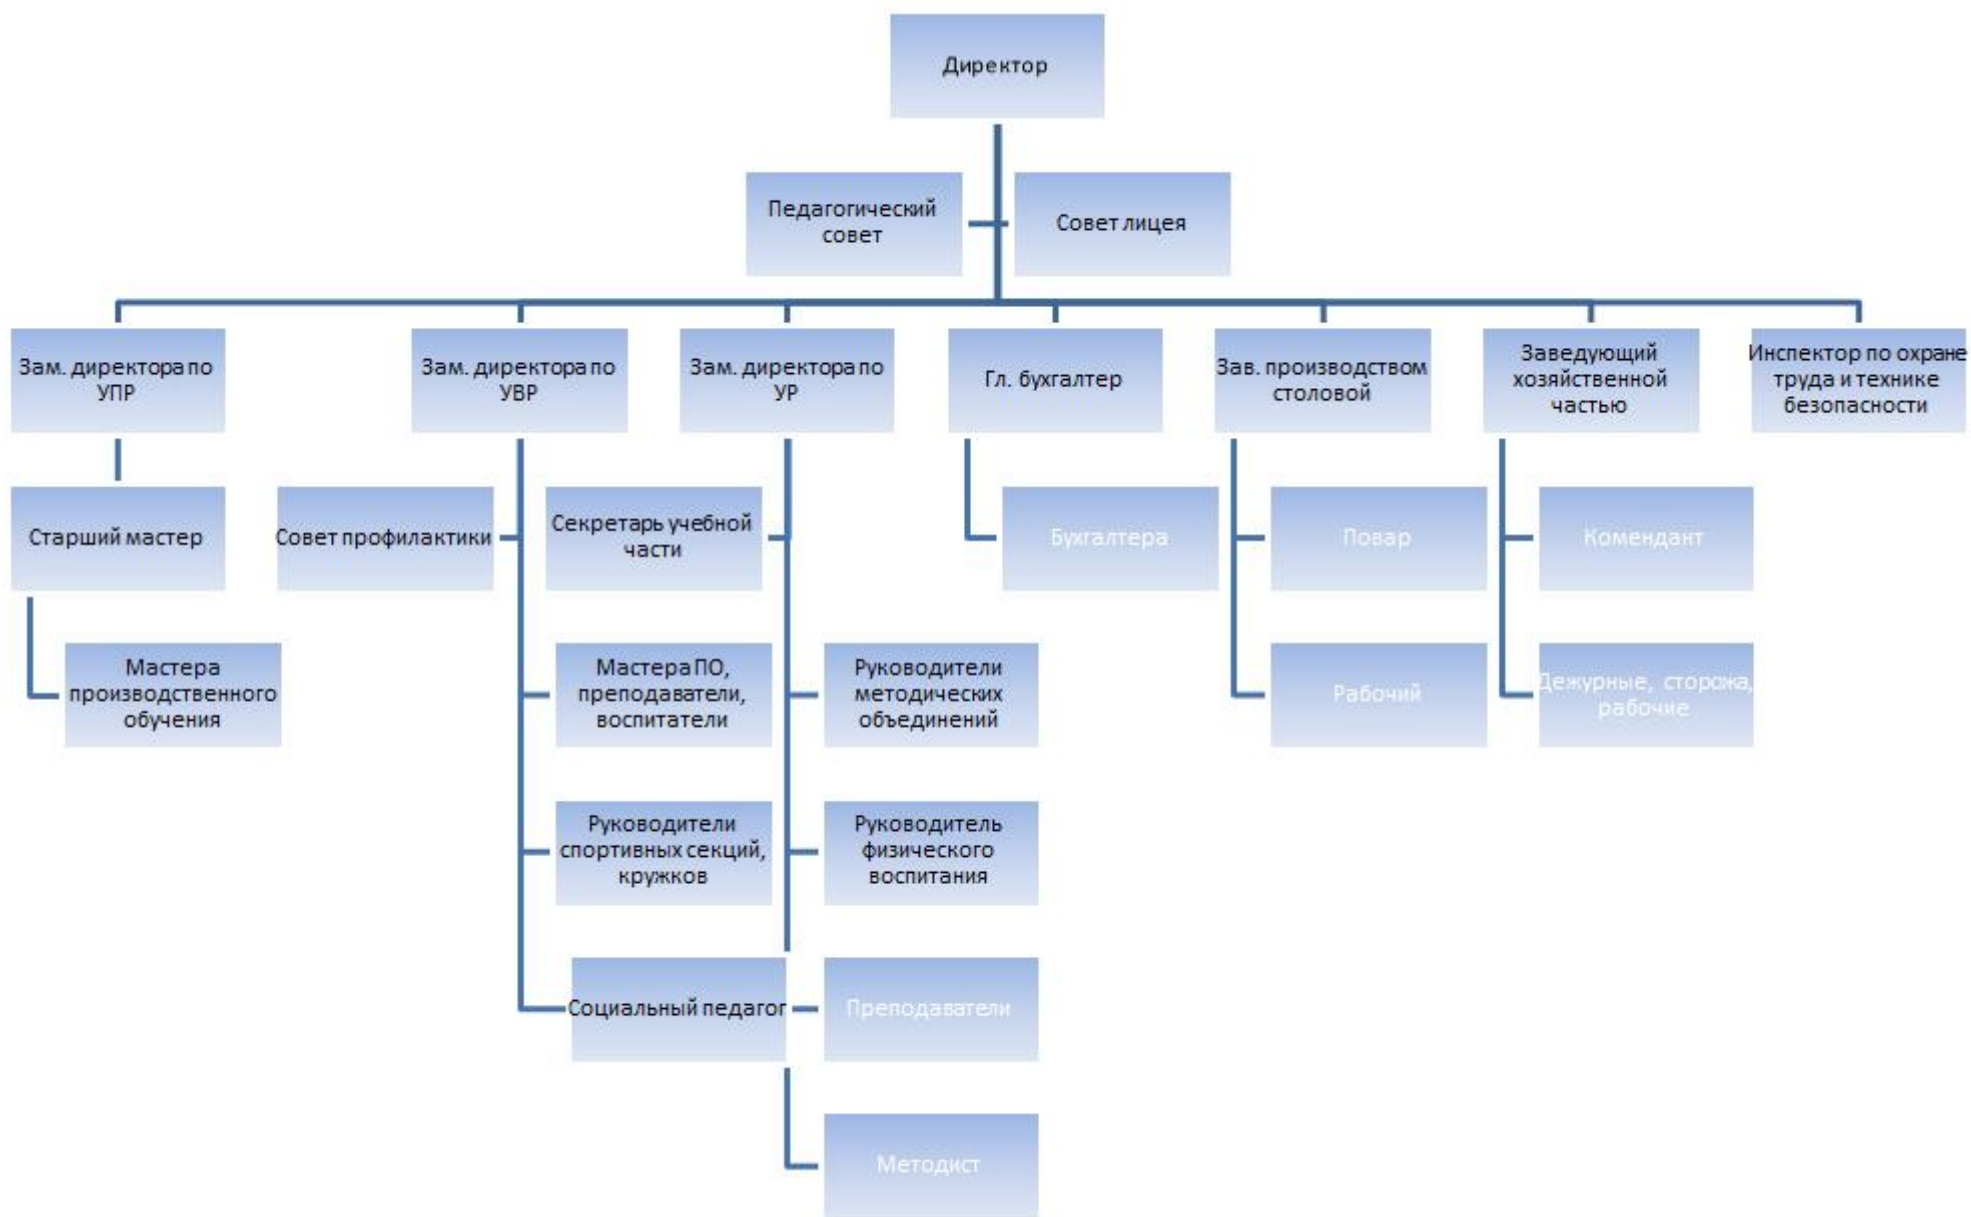 Директор
Педагогический
совет
Совет лицея
Зам. директора по
УПР
Зам. директора по
УВР
Зам. директора по
УР
Гл. бухгалтер
Зав. производством
столовой
Заведующий
хозяйственной
частью
Инспектор по охране
труда и технике
безопасности
Старший мастер
Совет профилактики
Секретарь учебной
части
Бухгалтера
Повар
Комендант
Мастера
производственного
обучения
Мастера ПО,
преподаватели,
воспитатели
Руководители
методических
объединений
Рабочий
Дежурные, сторожа,
рабочие
Руководители
спортивных секций,
кружков
Руководитель
физического
воспитания
Социальный педагог
Преподаватели
Методист